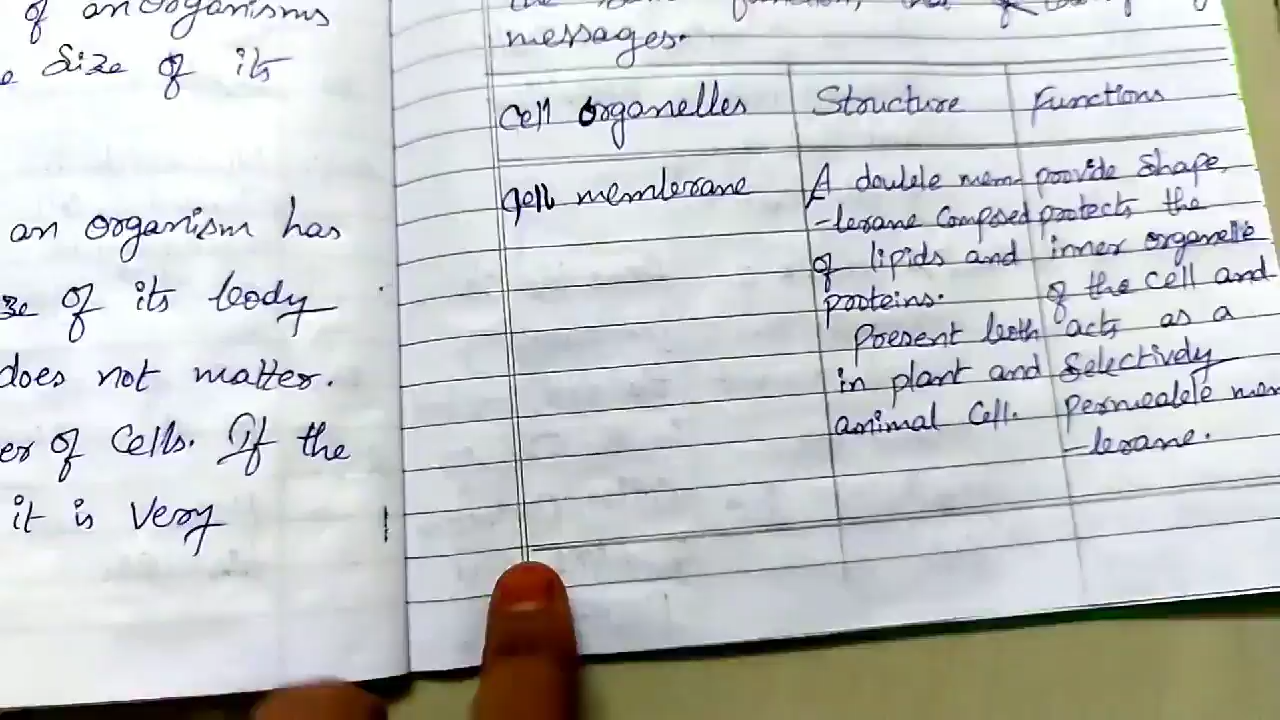 of an organisms
size of its
an organism has
of its body
does not matter.
er of cells. If the
it is very
messages.
Cell organelles Structure Functions
Cell membrane A double mem- provide shape,
-brane composed protects the
of lipids and inner organelle
proteins. of the cell and
Present both acts as a
in plant and selectively
animal cell. permeable mem
-brane.